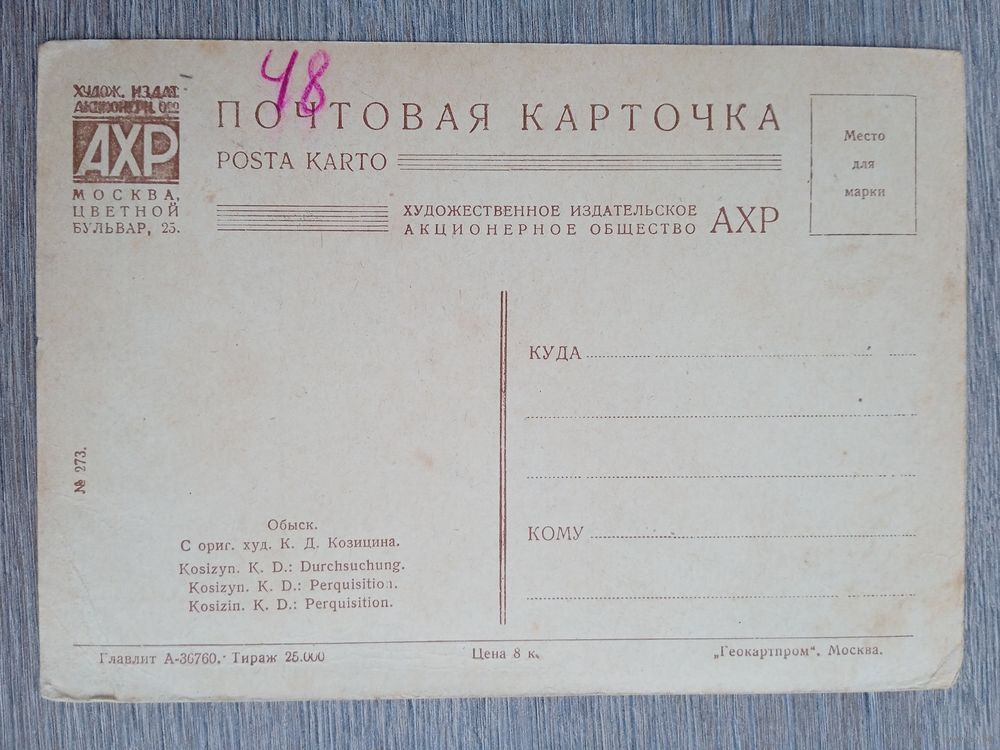 48
ХУДОЖ. ИЗДАТ.
АКЦИОНЕРН. О-ВО
АХР
МОСКВА,
ЦВЕТНОЙ
БУЛЬВАР, 25.
ПОЧТОВАЯ КАРТОЧКА
POSTA KARTO
ХУДОЖЕСТВЕННОЕ ИЗДАТЕЛЬСКОЕ
АКЦИОНЕРНОЕ ОБЩЕСТВО
АХР
Место
для
марки
КУДА
КОМУ
№ 273.
Обыск.
С ориг. худ. К. Д. Козицина.
Kosizyn. K. D.: Durchsuchung.
Kosizyn. K. D.: Perquisition.
Kosizin. K. D.: Perquisition.
Главлит А-36760. Тираж 25.000
Цена 8 к.
„Геокартпром“. Москва.